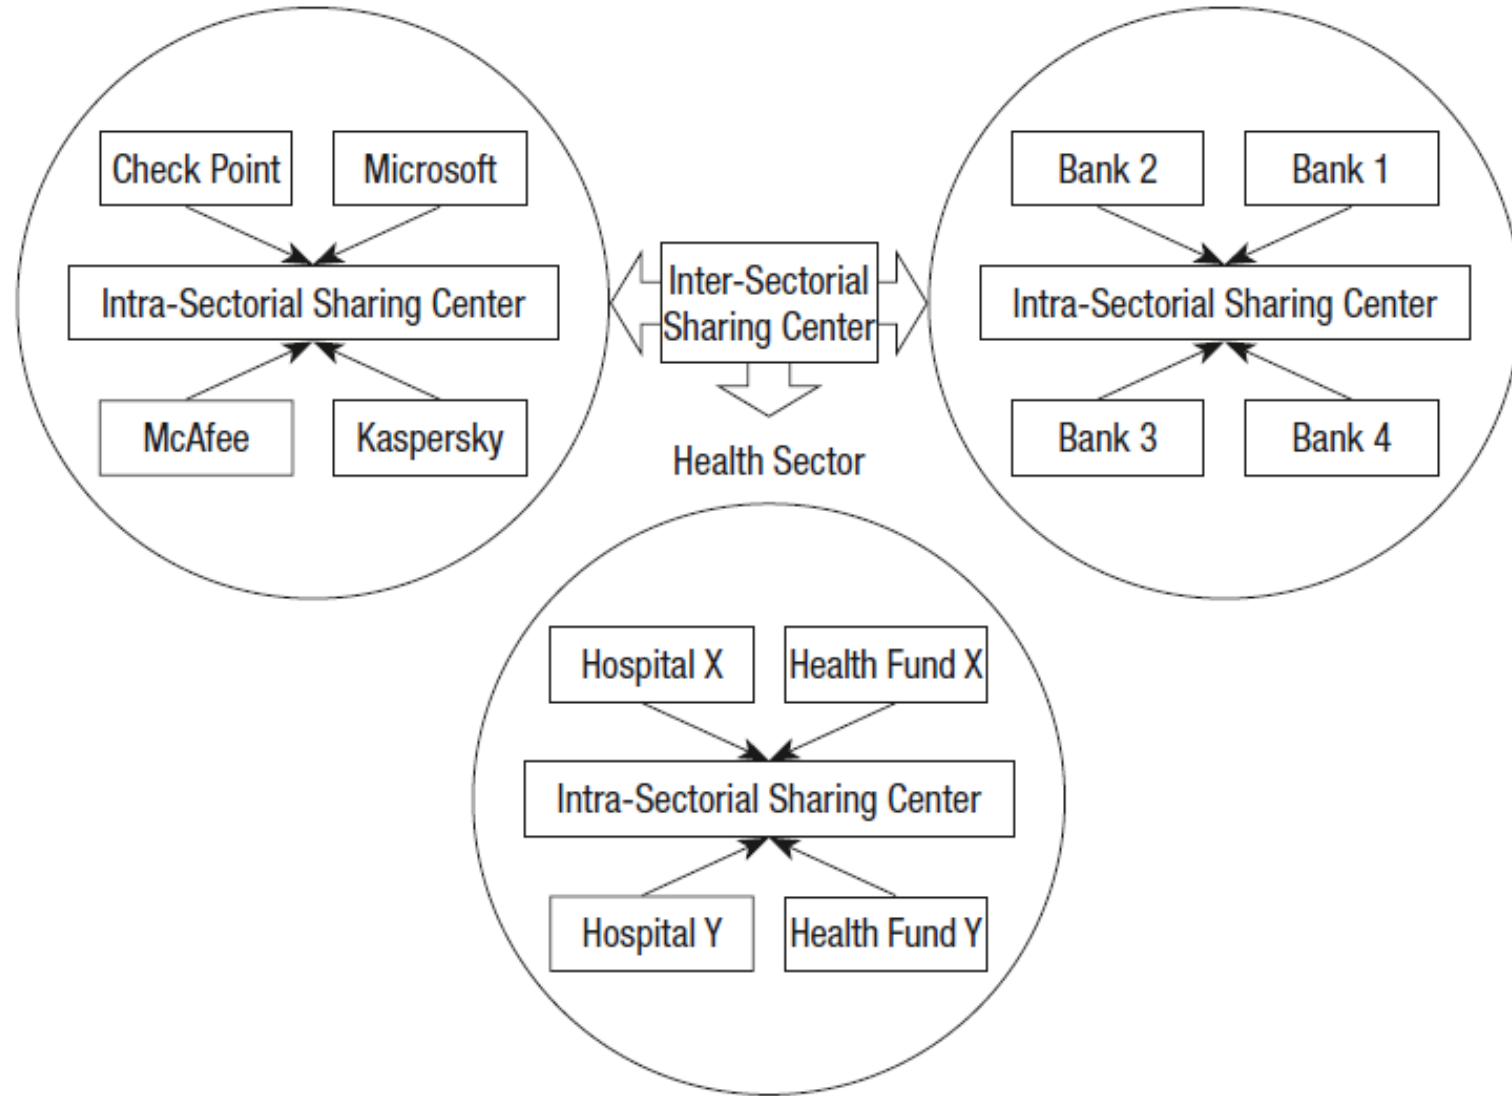 Check Point
Microsoft
Intra-Sectorial Sharing Center
McAfee
Kaspersky
Inter-Sectorial
Sharing Center
Bank 2
Bank 1
Intra-Sectorial Sharing Center
Bank 3
Bank 4
Health Sector
Hospital X
Health Fund X
Intra-Sectorial Sharing Center
Hospital Y
Health Fund Y